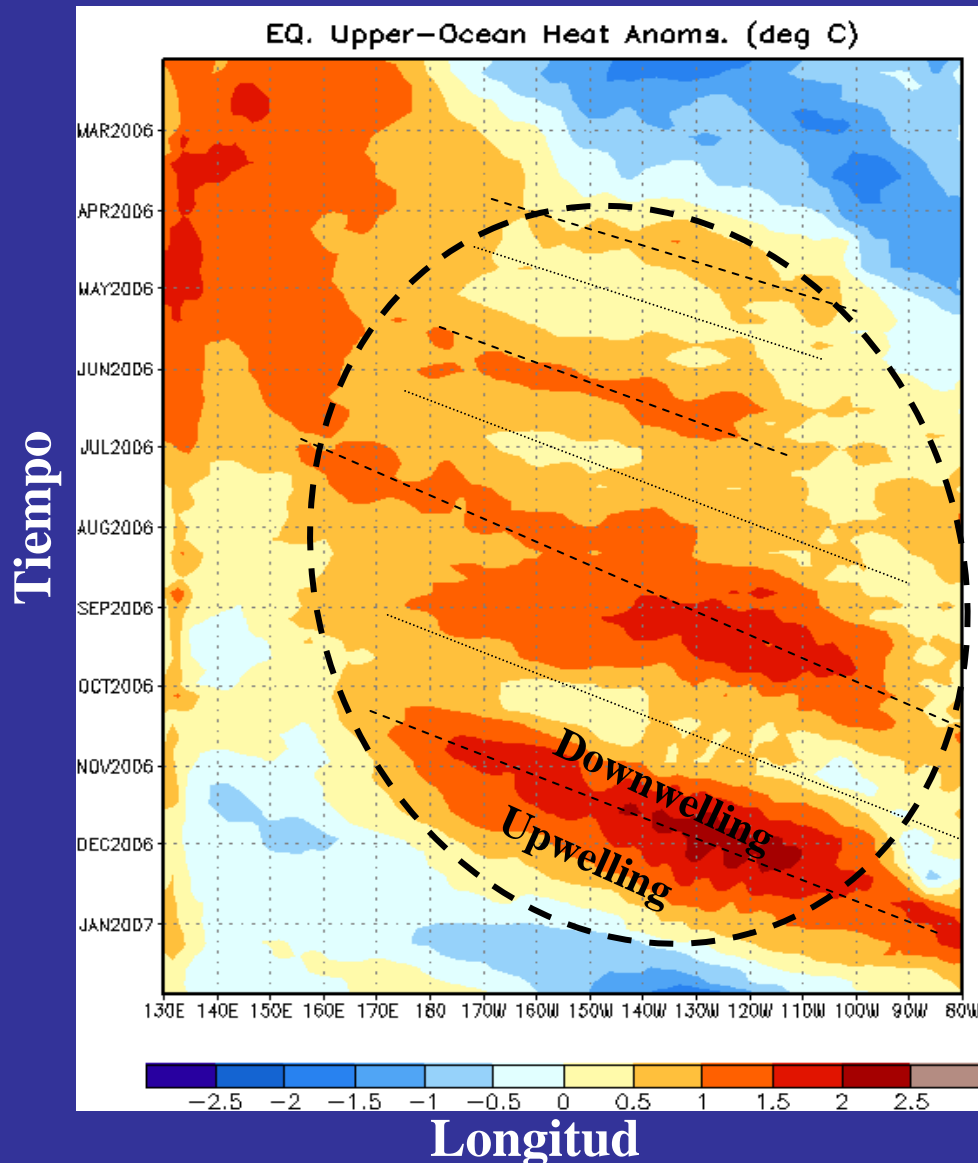 EQ. Upper-Ocean Heat Anoms. (deg C)
Tiempo
MAR2006
APR2006
MAY2006
JUN2006
JUL2006
AUG2006
SEP2006
OCT2006
NOV2006
DEC2006
JAN2007
Downwelling
Upwelling
130E 140E 150E 160E 170E 180 170W 160W 150W 140W 130W 120W 110W 100W 90W 80W
-2.5 -2 -1.5 -1 -0.5 0 0.5 1 1.5 2 2.5
Longitud